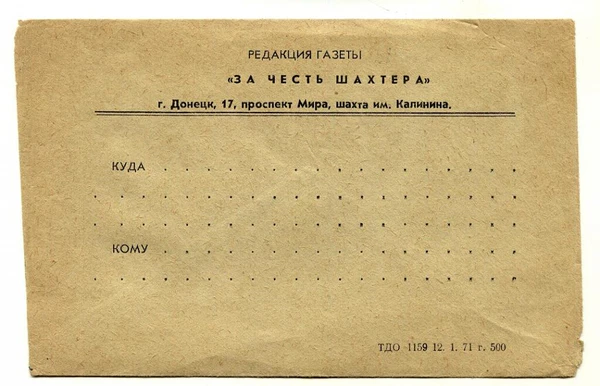 РЕДАКЦИЯ ГАЗЕТЫ
«ЗА ЧЕСТЬ ШАХТЕРА»
г. Донецк, 17, проспект Мира, шахта им. Калинина.
КУДА
КОМУ
ТДО 1159 12. 1. 71 г. 500